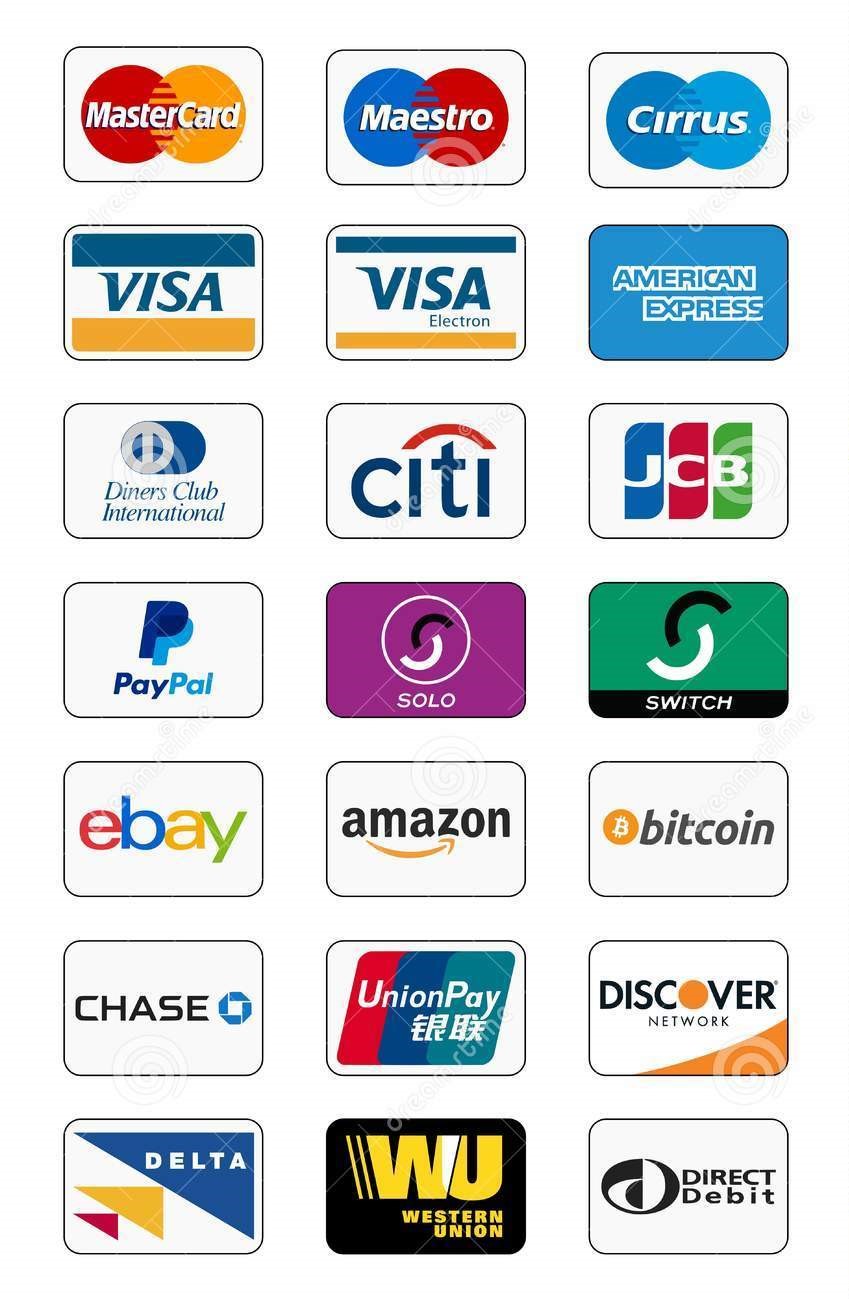 MasterCard
Maestro
Cirrus
VISA
VISA
Electron
AMERICAN
EXPRESS
Diners Club
International
citi
JCB
PayPal
SOLO
SWITCH
ebay
amazon
bitcoin
CHASE
UnionPay
银联
DISCOVER
NETWORK
DELTA
WU
WESTERN
UNION
DIRECT
Debit
dreamstime